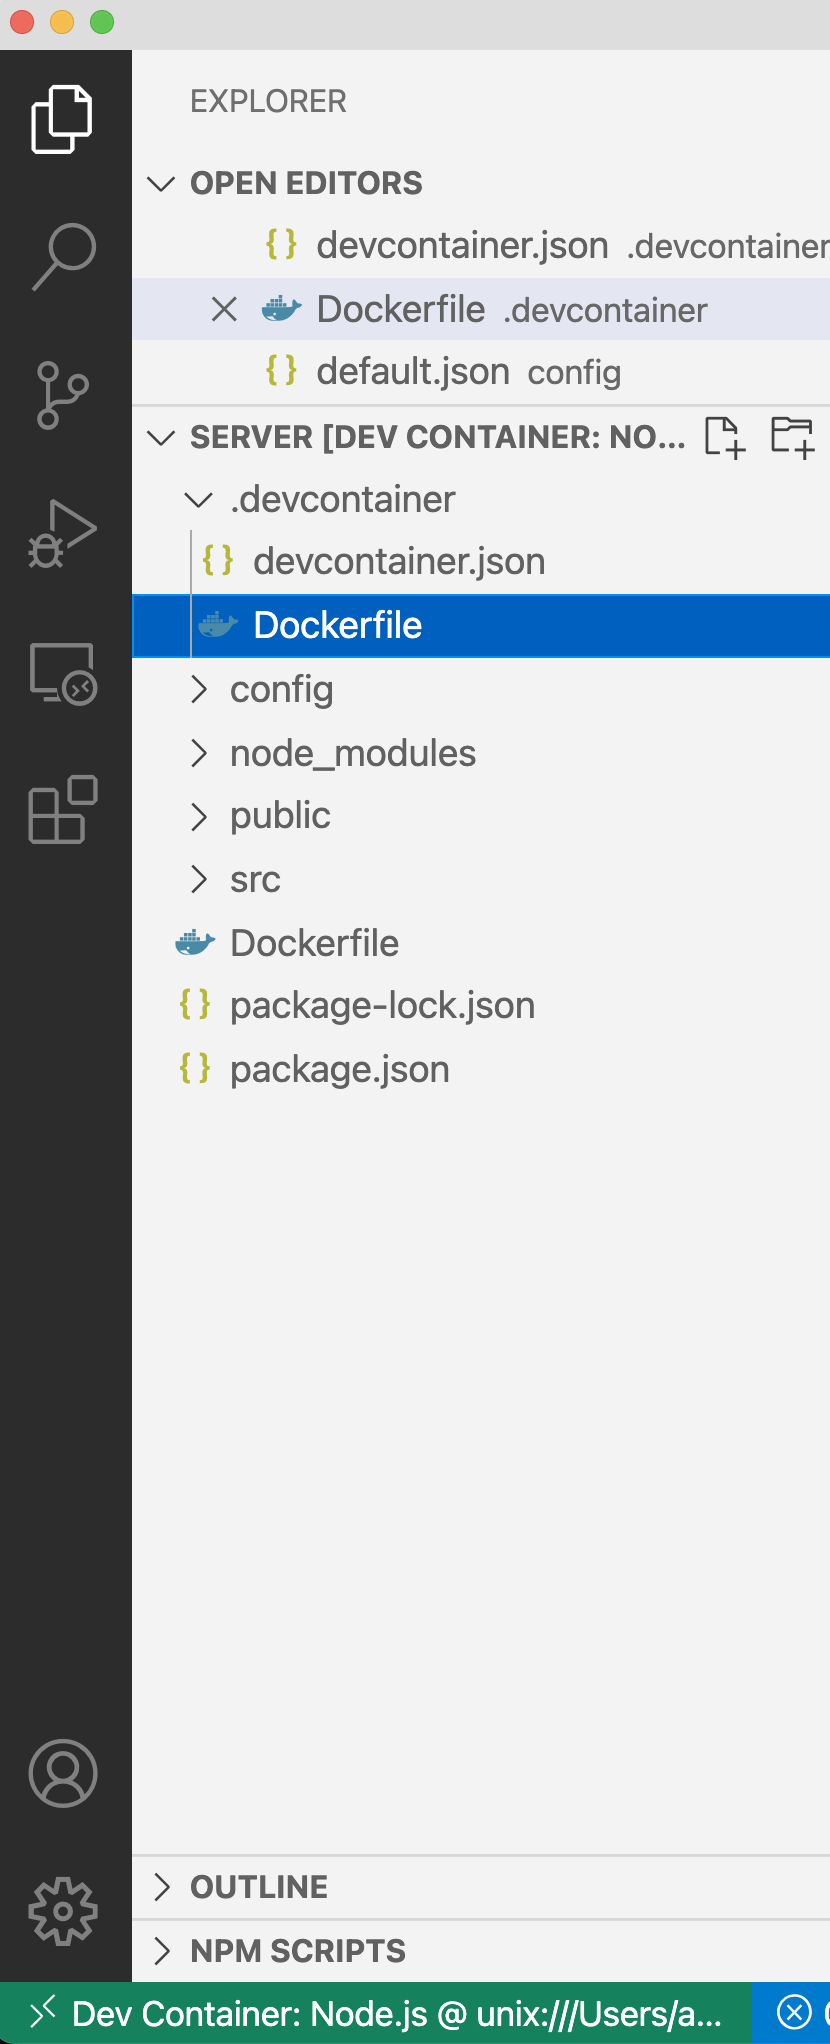 EXPLORER
OPEN EDITORS
{} devcontainer.json .devcontainer
Dockerfile .devcontainer
{} default.json config
SERVER [DEV CONTAINER: NO...
.devcontainer
{} devcontainer.json
Dockerfile
config
node_modules
public
src
Dockerfile
{} package-lock.json
{} package.json
OUTLINE
NPM SCRIPTS
Dev Container: Node.js @ unix:///Users/a...